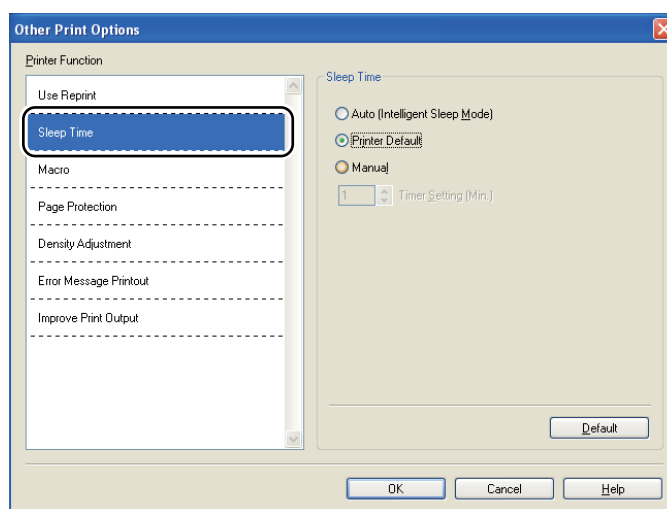 Other Print Options
Printer Function
Use Reprint
Sleep Time
Macro
Page Protection
Density Adjustment
Error Message Printout
Improve Print Output
Sleep Time
Auto (Intelligent Sleep Mode)
Printer Default
Manual
1 Timer Setting (Min.)
Default
OK Cancel Help